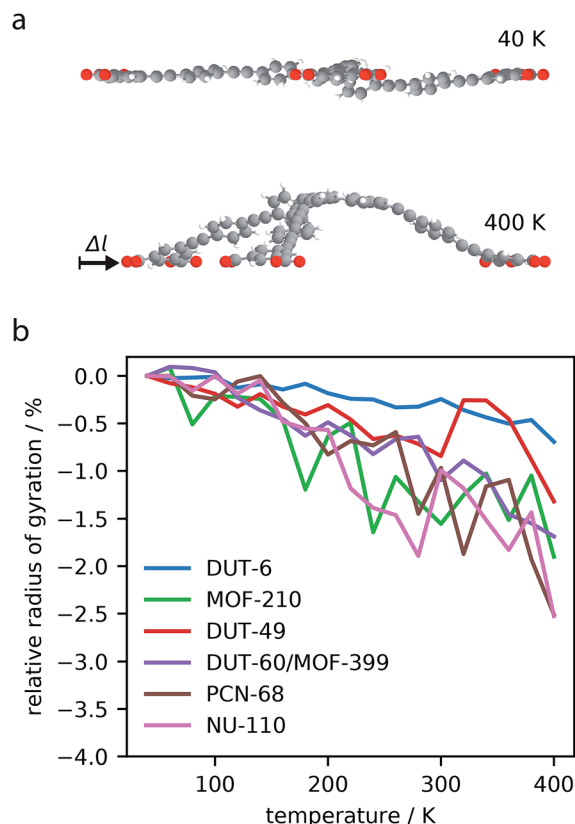 a
40 K
400 K
Δl
b
relative radius of gyration / %
0.0
−0.5
−1.0
−1.5
−2.0
−2.5
−3.0
−3.5
−4.0
DUT-6
MOF-210
DUT-49
DUT-60/MOF-399
PCN-68
NU-110
100
200
300
400
temperature / K